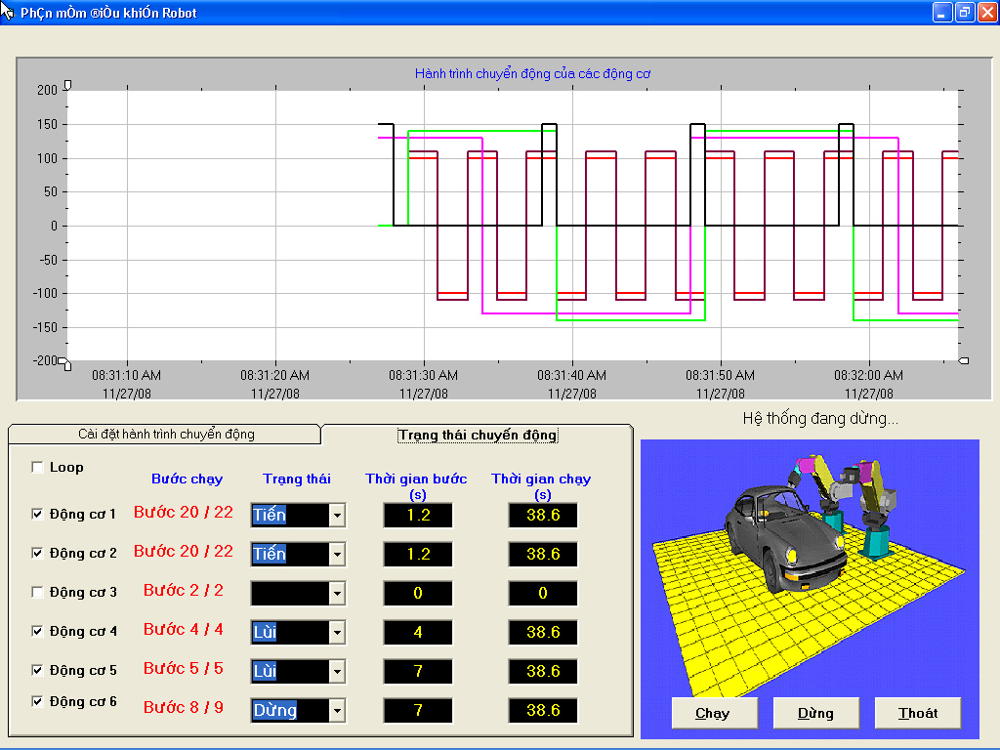 PhÇn mÒm ®iÒu khiÓn Robot
Hành trình chuyển động của các động cơ
200
150
100
50
0
-50
-100
-150
-200
08:31:10 AM 08:31:20 AM 08:31:30 AM 08:31:40 AM 08:31:50 AM 08:32:00 AM
11/27/08 11/27/08 11/27/08 11/27/08 11/27/08 11/27/08
Cài đặt hành trình chuyển động Trạng thái chuyến động
Loop
Bước chạy Trạng thái Thời gian bước (s) Thời gian chạy (s)
Động cơ 1 Bước 20 / 22 Tiến 1.2 38.6
Động cơ 2 Bước 20 / 22 Tiến 1.2 38.6
Động cơ 3 Bước 2 / 2 0 0
Động cơ 4 Bước 4 / 4 Lùi 4 38.6
Động cơ 5 Bước 5 / 5 Lùi 7 38.6
Động cơ 6 Bước 8 / 9 Dừng 7 38.6
Hệ thống đang dừng...
Chạy Dừng Thoát